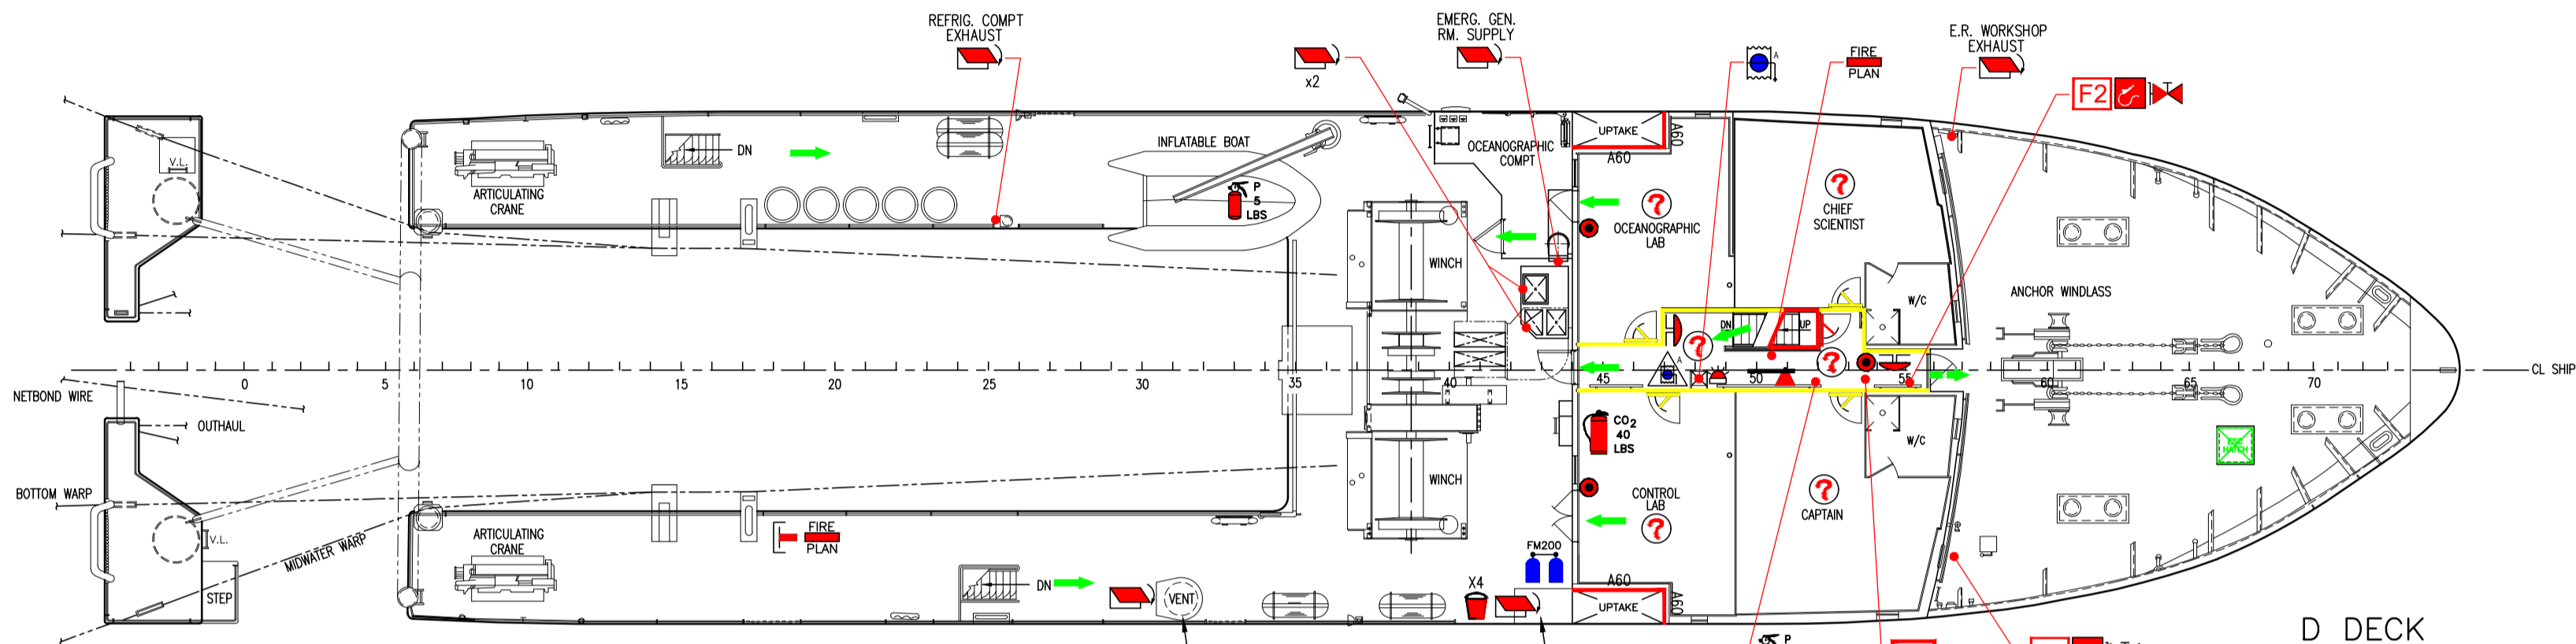 REFRIG. COMPT
EXHAUST
x2
EMERG. GEN.
RM. SUPPLY
A
FIRE
PLAN
E.R. WORKSHOP
EXHAUST
F2
V.L.
ARTICULATING
CRANE
DN
INFLATABLE BOAT
P
5
LBS
OCEANOGRAPHIC
COMPT
UPTAKE
A60
A60
OCEANOGRAPHIC
LAB
CHIEF
SCIENTIST
WINCH
W/C
ANCHOR WINDLASS
DN
UP
A
0
5
10
15
20
25
30
35
40
45
50
55
60
65
70
CL SHIP
NETBOND WIRE
OUTHAUL
BOTTOM WARP
MIDWATER WARP
V.L.
STEP
ARTICULATING
CRANE
FIRE
PLAN
DN
VENT
WINCH
X4
FM200
CO2
40
LBS
CONTROL
LAB
CAPTAIN
W/C
ESC
HATCH
A60
A60
UPTAKE
P
D DECK